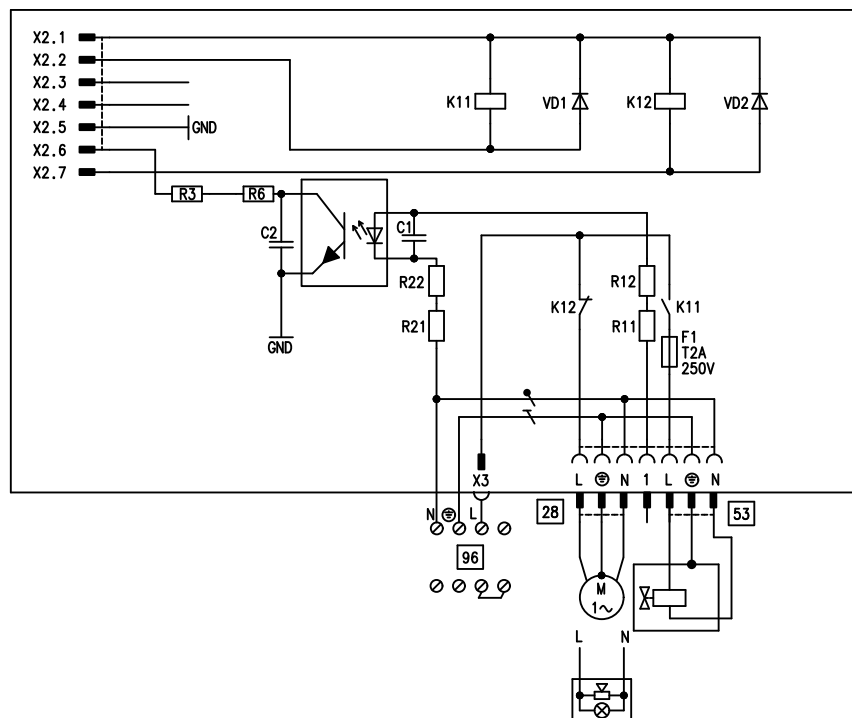 X2.1
X2.2
X2.3
X2.4
X2.5
X2.6
X2.7
K11
VD1
K12
VD2
GND
R3
R6
C2
C1
R22
R21
GND
K12
R12
R11
K11
F1
T2A
250V
X3
L
N
1
L
N
N
L
28
53
96
M
1~
L
N